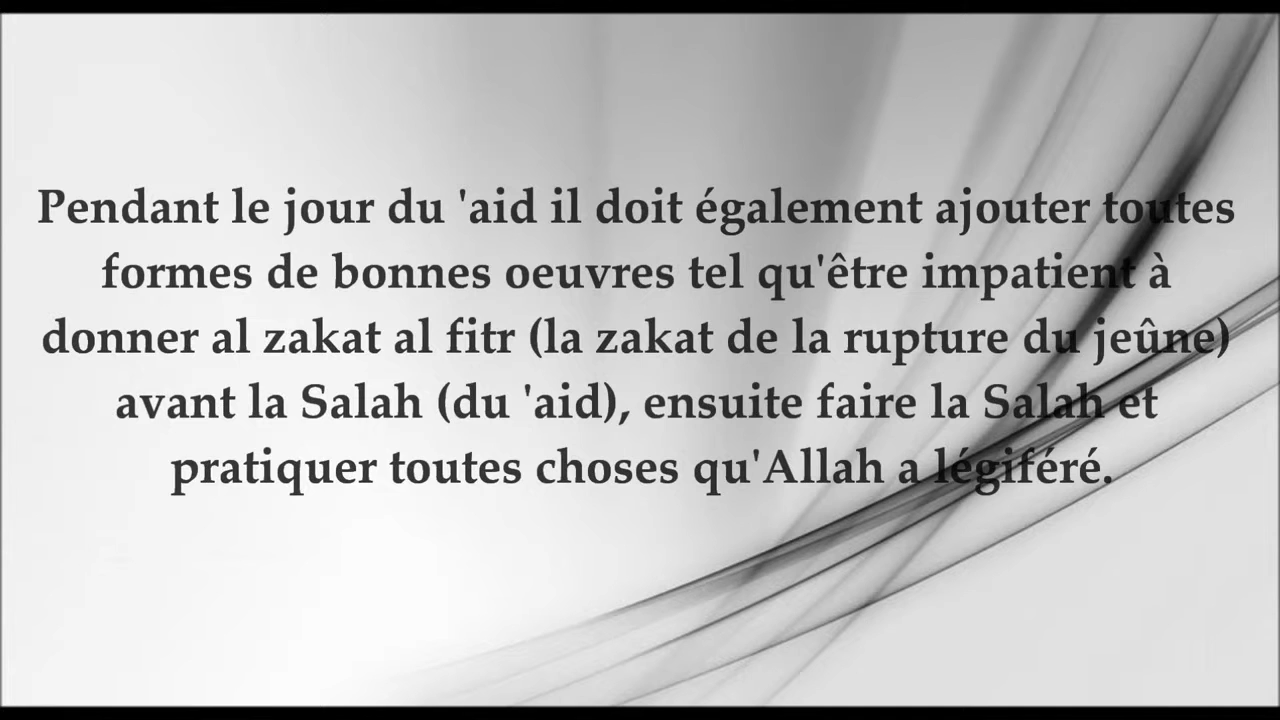 Pendant le jour du 'aid il doit également ajouter toutes
formes de bonnes oeuvres tel qu'être impatient à
donner al zakat al fitr (la zakat de la rupture du jeûne)
avant la Salah (du 'aid), ensuite faire la Salah et
pratiquer toutes choses qu'Allah a légiféré.